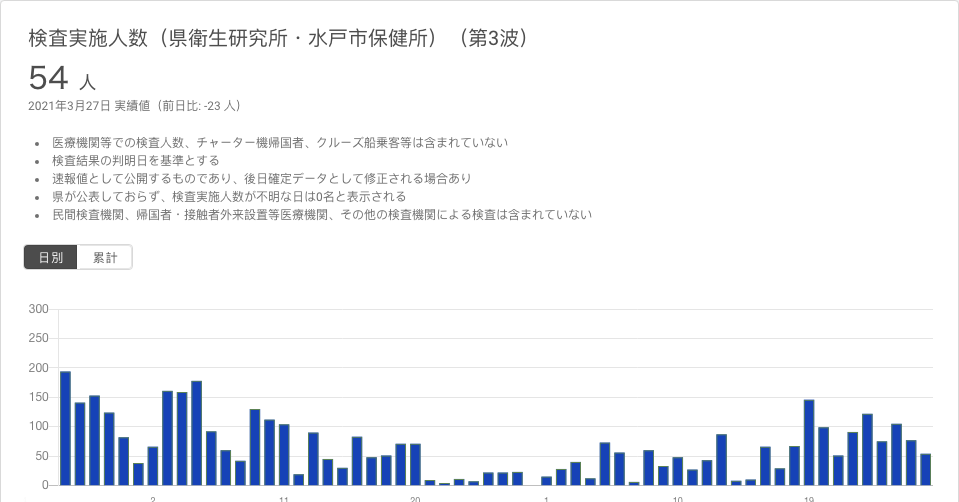 検査実施人数（県衛生研究所・水戸市保健所）（第3波）
54 人
2021年3月27日 実績値（前日比: -23 人）
医療機関等での検査人数、チャーター機帰国者、クルーズ船乗客等は含まれていない
検査結果の判明日を基準とする
速報値として公開するものであり、後日確定データとして修正される場合あり
県が公表しておらず、検査実施人数が不明な日は0名と表示される
民間検査機関、帰国者・接触者外来設置等医療機関、その他の検査機関による検査は含まれていない
日別 累計
300
250
200
150
100
50
0
2 11 20 1 10 19